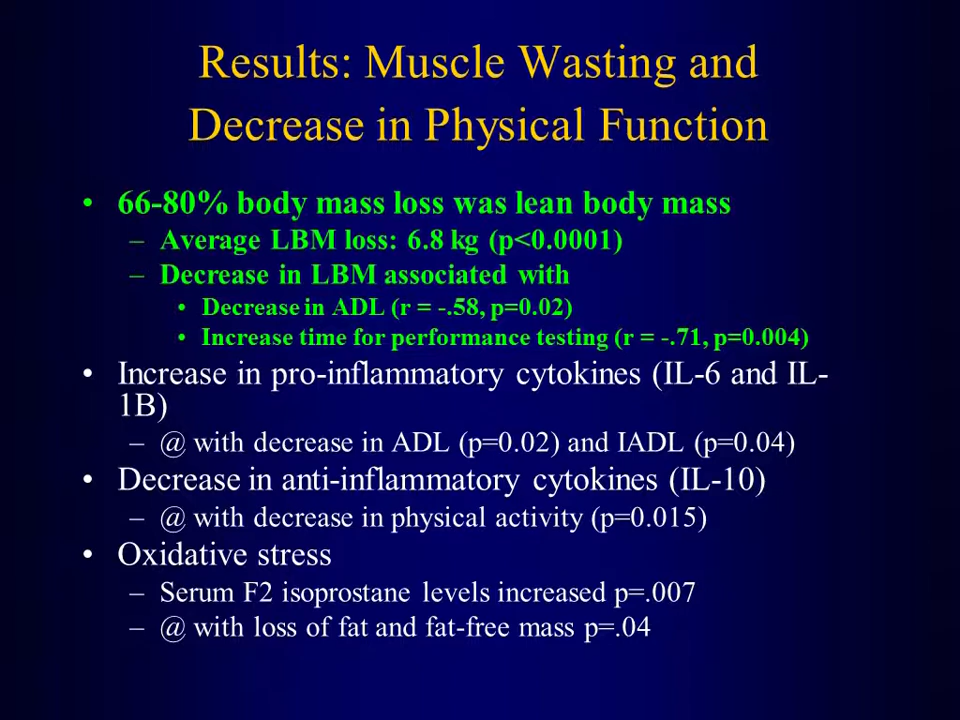 Results: Muscle Wasting and
Decrease in Physical Function
• 66-80% body mass loss was lean body mass
– Average LBM loss: 6.8 kg (p<0.0001)
– Decrease in LBM associated with
• Decrease in ADL (r = -.58, p=0.02)
• Increase time for performance testing (r = -.71, p=0.004)
• Increase in pro-inflammatory cytokines (IL-6 and IL-
1B)
– @ with decrease in ADL (p=0.02) and IADL (p=0.04)
• Decrease in anti-inflammatory cytokines (IL-10)
– @ with decrease in physical activity (p=0.015)
• Oxidative stress
– Serum F2 isoprostane levels increased p=.007
– @ with loss of fat and fat-free mass p=.04